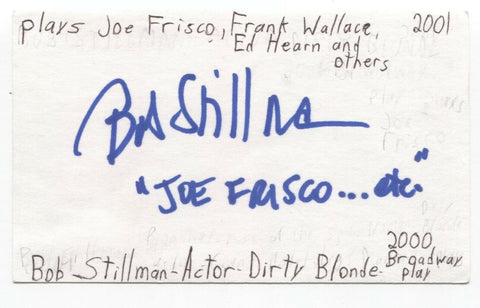 plays Joe Frisco, Frank Wallace, 2001
Ed Hearn and
others
Bob Stillman
"JOE FRISCO...etc."
2000
Bob Stillman-Actor-Dirty Blonde-Broadway
play